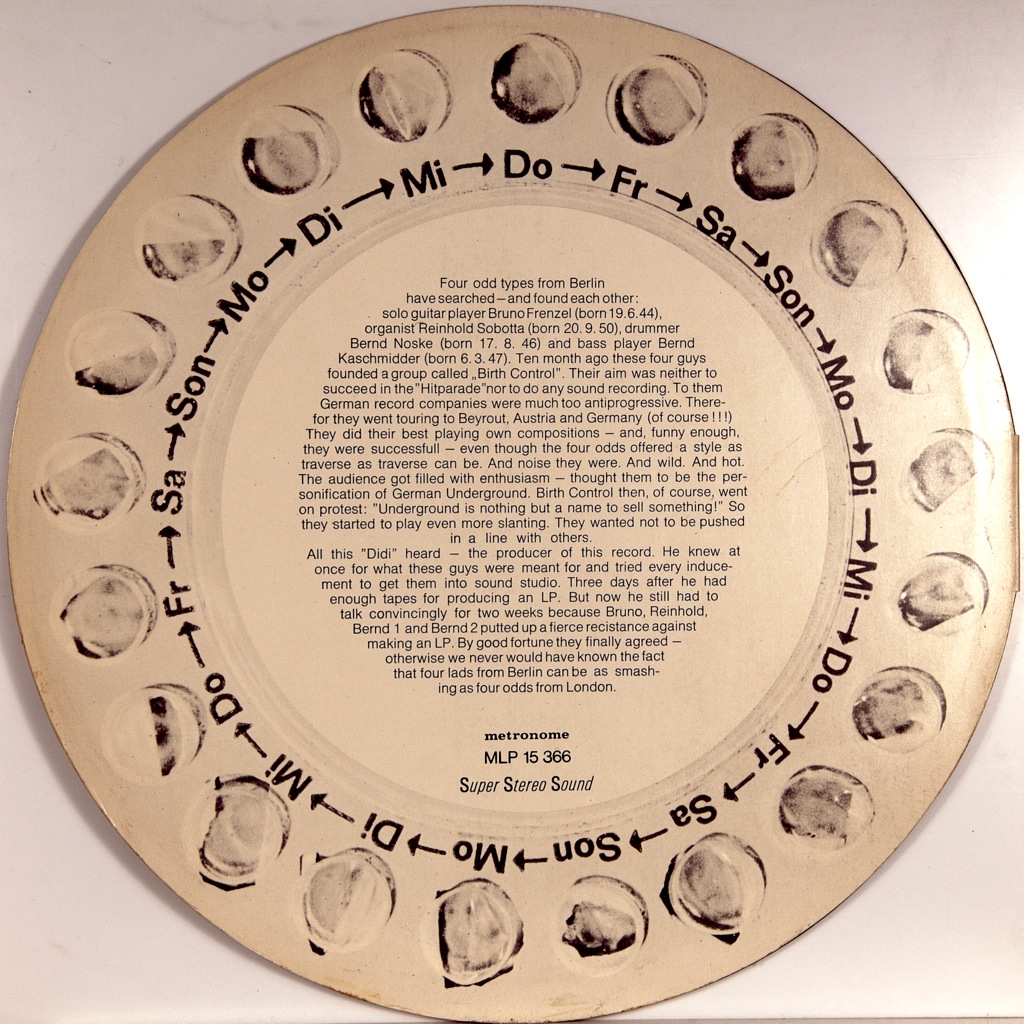 Do → Fr → Sa → Son → Mo → Di → Mi → Do → Fr → Sa → Son → Mo → Di → Mi → Do → Fr → Sa → Son → Mo → Di → Mi →
Four odd types from Berlin
have searched – and found each other:
solo guitar player Bruno Frenzel (born 19.6.44),
organist Reinhold Sobotta (born 20. 9. 50), drummer
Bernd Noske (born 17. 8. 46) and bass player Bernd
Kaschmidder (born 6. 3. 47). Ten month ago these four guys
founded a group called „Birth Control". Their aim was neither to
succeed in the "Hitparade" nor to do any sound recording. To them
German record companies were much too antiprogressive. There-
for they went touring to Beyrout, Austria and Germany (of course ! ! !)
They did their best playing own compositions – and, funny enough,
they were successfull – even though the four odds offered a style as
traverse as traverse can be. And noise they were. And wild. And hot.
The audience got filled with enthusiasm – thought them to be the per-
sonification of German Underground. Birth Control then, of course, went
on protest: "Underground is nothing but a name to sell something!" So
they started to play even more slanting. They wanted not to be pushed
in a line with others.
All this "Didi" heard – the producer of this record. He knew at
once for what these guys were meant for and tried every induce-
ment to get them into sound studio. Three days after he had
enough tapes for producing an LP. But now he still had to
talk convincingly for two weeks because Bruno, Reinhold,
Bernd 1 and Bernd 2 putted up a fierce recistance against
making an LP. By good fortune they finally agreed –
otherwise we never would have known the fact
that four lads from Berlin can be as smash-
ing as four odds from London.
metronome
MLP 15 366
Super Stereo Sound